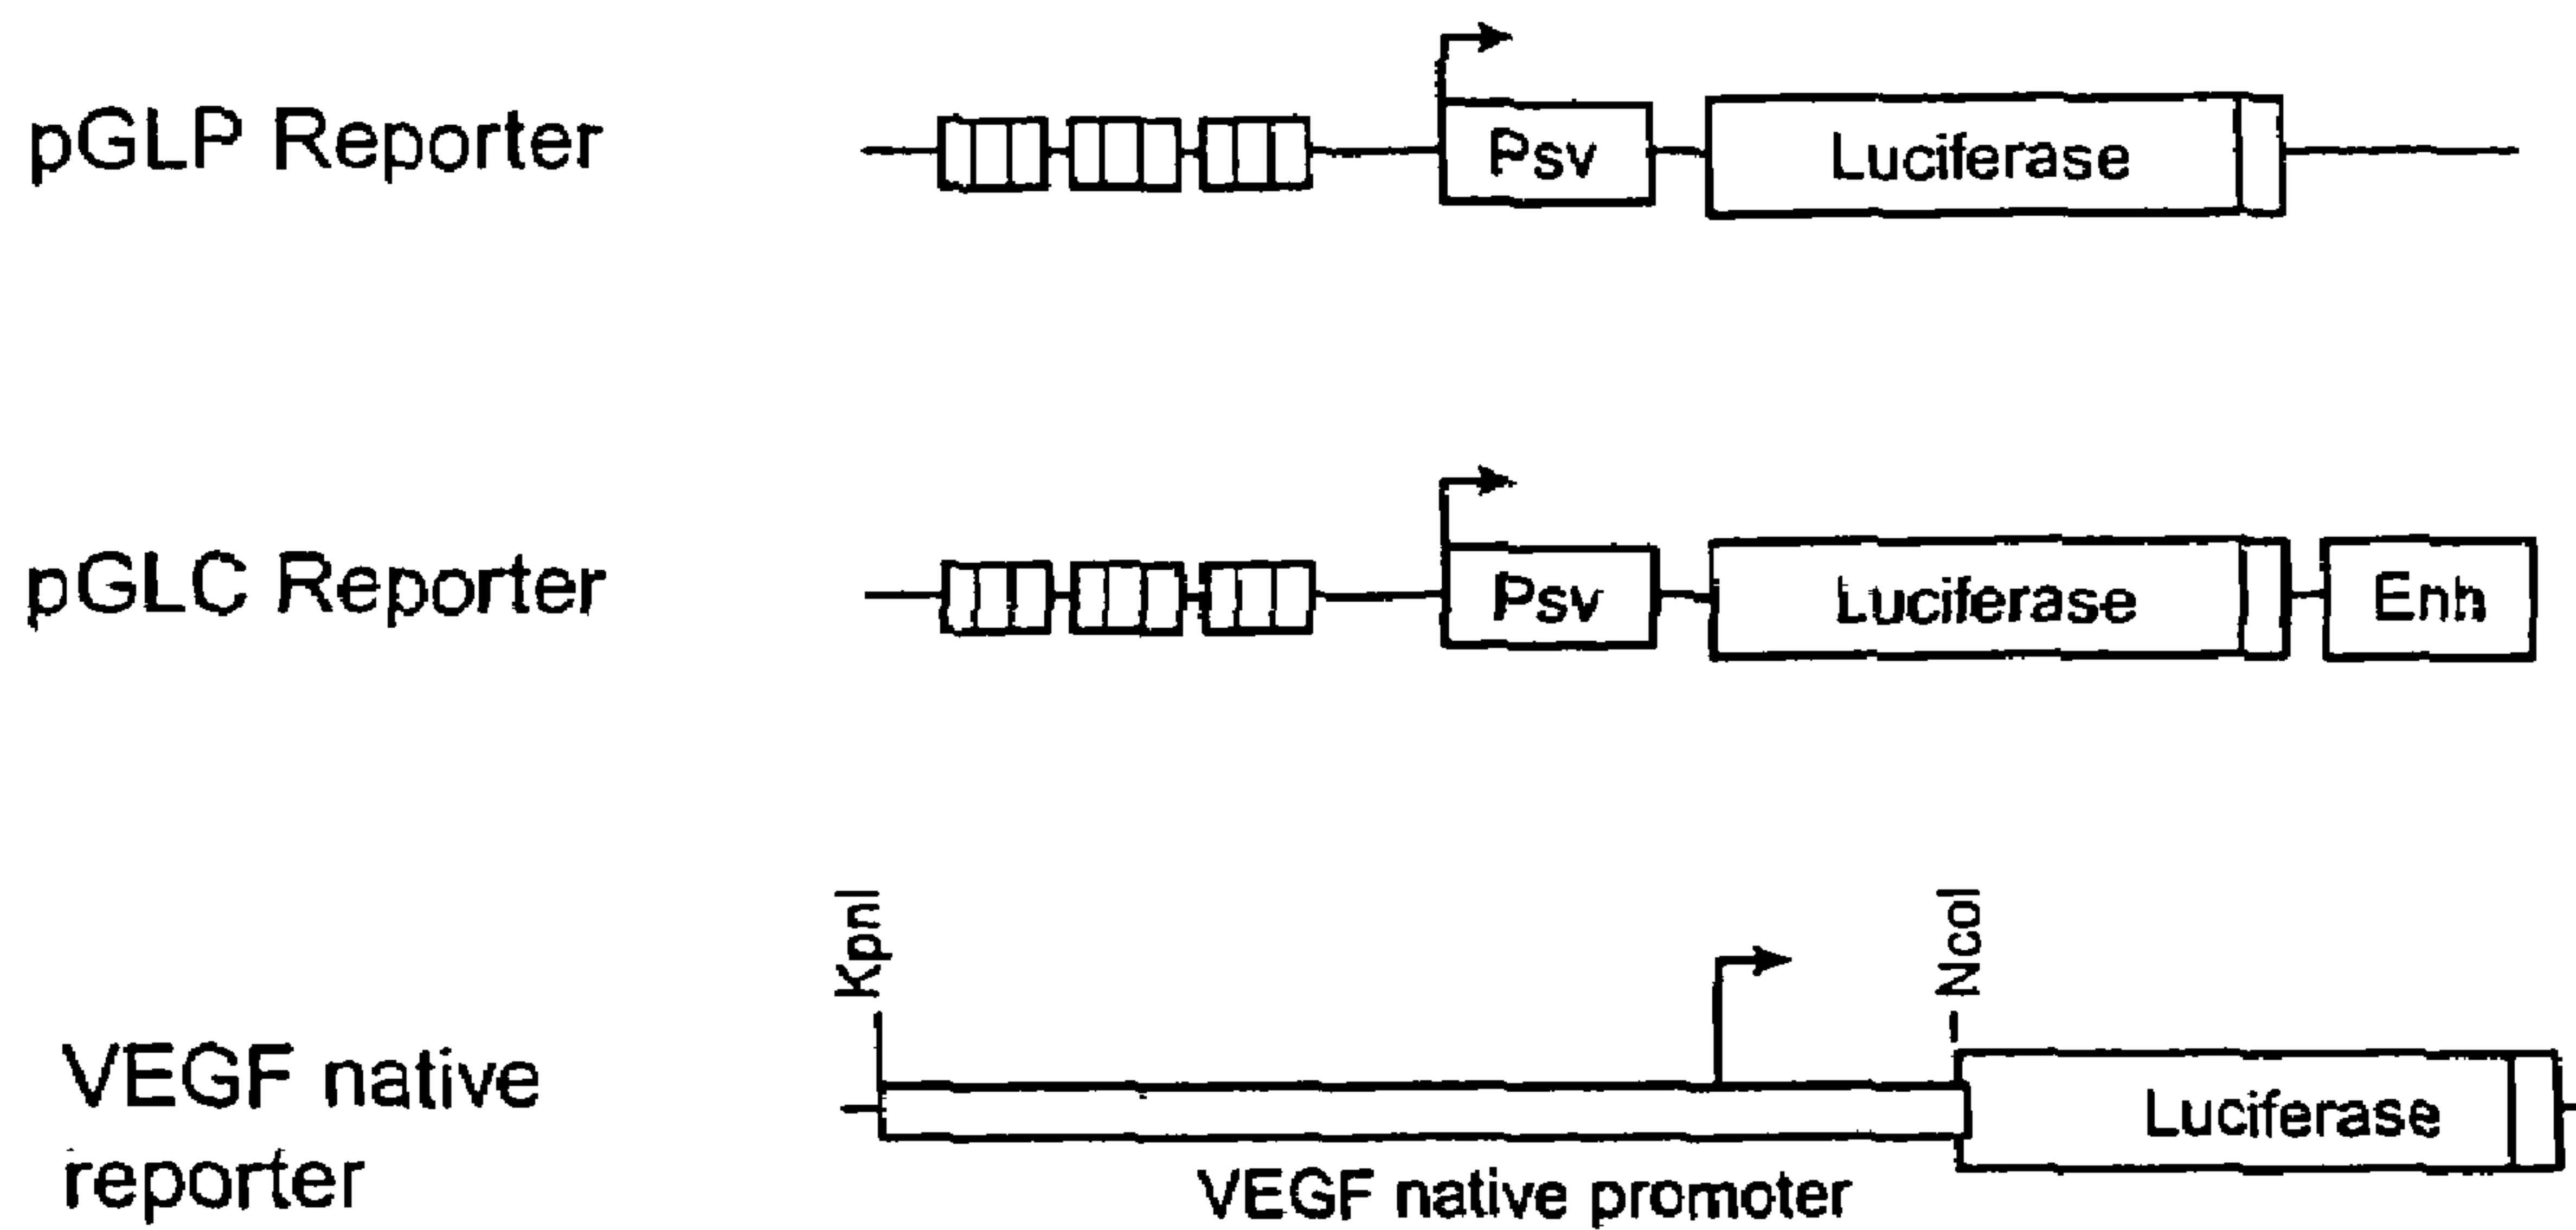 pGLP Reporter
Psv
Luciferase
pGLC Reporter
Psv
Luciferase
Enh
KpnI
NcoI
VEGF native
reporter
Luciferase
VEGF native promoter